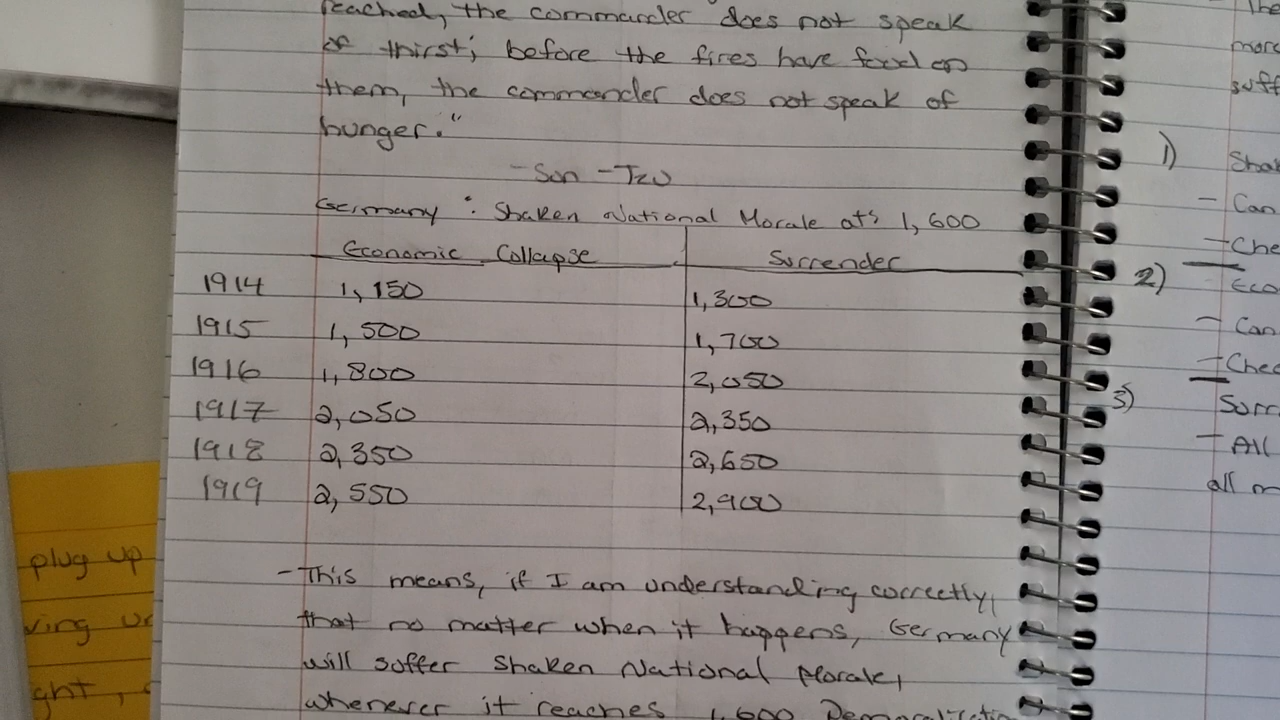 reached, the commander does not speak
of thirst; before the fires have food on
them, the commander does not speak of
hunger."
- Sun - Tzu
Germany : Shaken National Morale at: 1,600
Economic Collapse Surrender
1914 1,150 1,300
1915 1,500 1,700
1916 1,800 2,050
1917 2,050 2,350
1918 2,350 2,650
1919 2,550 2,900
- This means, if I am understanding correctly,
that no matter when it happens, Germany
will suffer Shaken National Morale,
whenever it reaches 1,600
plug up
ght,
1)
- Can
2)
- Can
3)
- All
all m